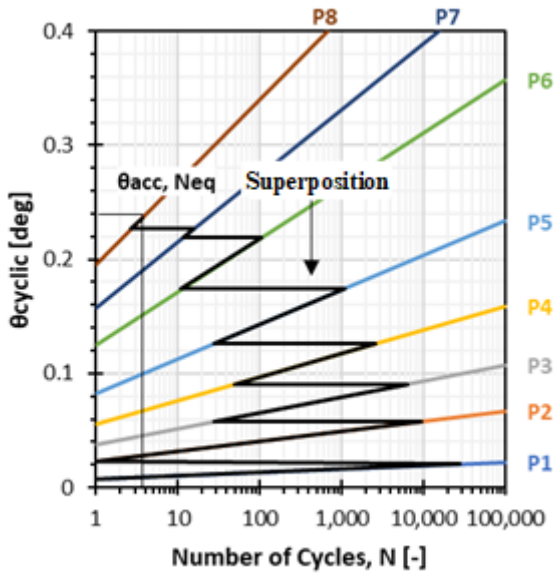 P8
P7
0.4
P6
0.3
θacc, Neq
Superposition
P5
0.2
P4
P3
0.1
P2
P1
0
θcyclic [deg]
1
10
100
1,000
10,000
100,000
Number of Cycles, N [-]